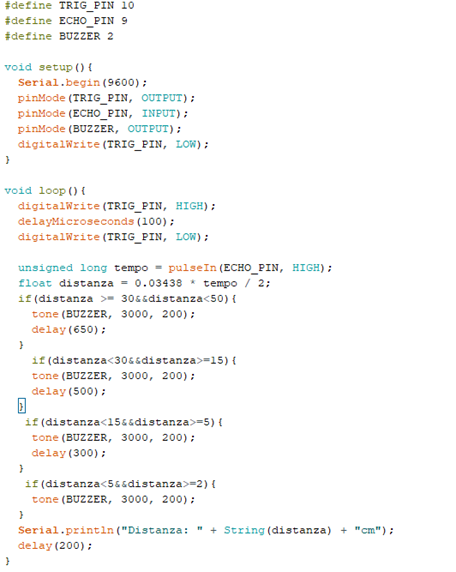 #define TRIG_PIN 10
#define ECHO_PIN 9
#define BUZZER 2

void setup(){
  Serial.begin(9600);
  pinMode(TRIG_PIN, OUTPUT);
  pinMode(ECHO_PIN, INPUT);
  pinMode(BUZZER, OUTPUT);
  digitalWrite(TRIG_PIN, LOW);
}

void loop(){
  digitalWrite(TRIG_PIN, HIGH);
  delayMicroseconds(100);
  digitalWrite(TRIG_PIN, LOW);

  unsigned long tempo = pulseIn(ECHO_PIN, HIGH);
  float distanza = 0.03438 * tempo / 2;
  if(distanza >= 30&&distanza<50){
    tone(BUZZER, 3000, 200);
    delay(650);
  }
    if(distanza<30&&distanza>=15){
    tone(BUZZER, 3000, 200);
    delay(500);
  }
   if(distanza<15&&distanza>=5){
    tone(BUZZER, 3000, 200);
    delay(300);
  }
   if(distanza<5&&distanza>=2){
    tone(BUZZER, 3000, 200);
  }
  Serial.println("Distanza: " + String(distanza) + "cm");
  delay(200);
}